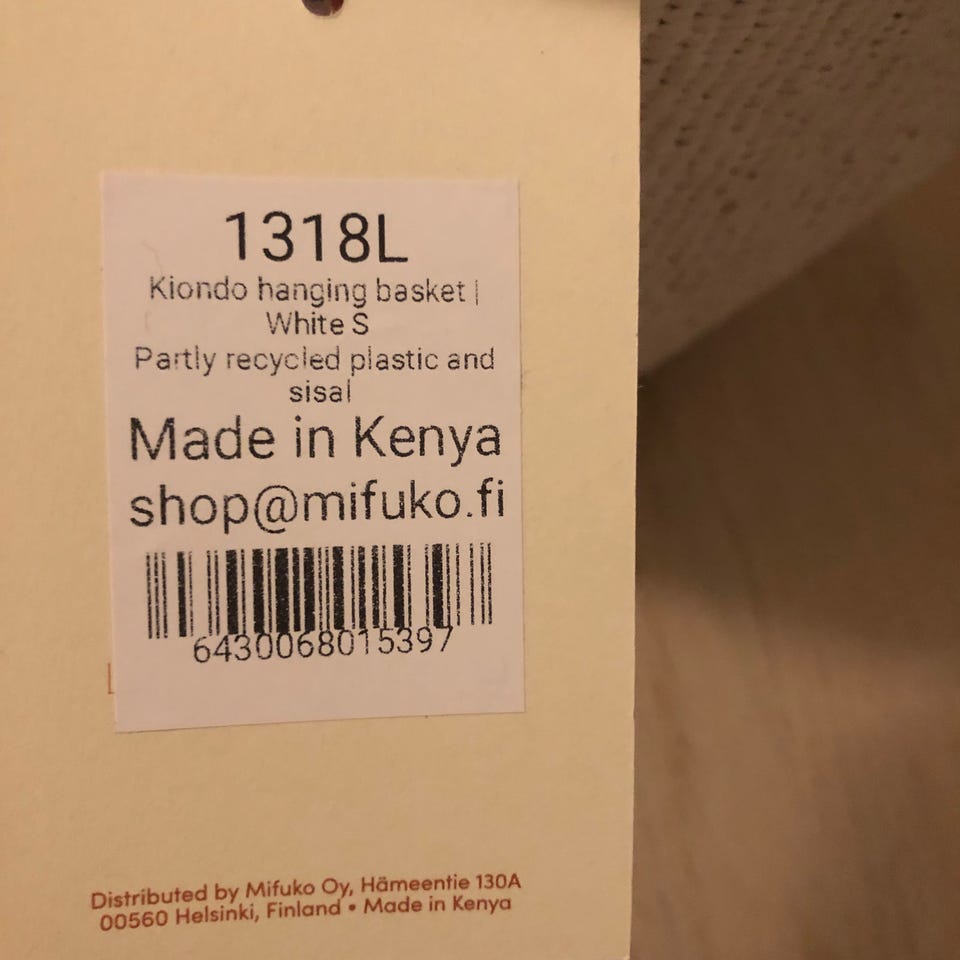 1318L
Kiondo hanging basket |
White S
Partly recycled plastic and
sisal
Made in Kenya
shop@mifuko.fi
6430068015397
Distributed by Mifuko Oy, Hämeentie 130A
00560 Helsinki, Finland • Made in Kenya